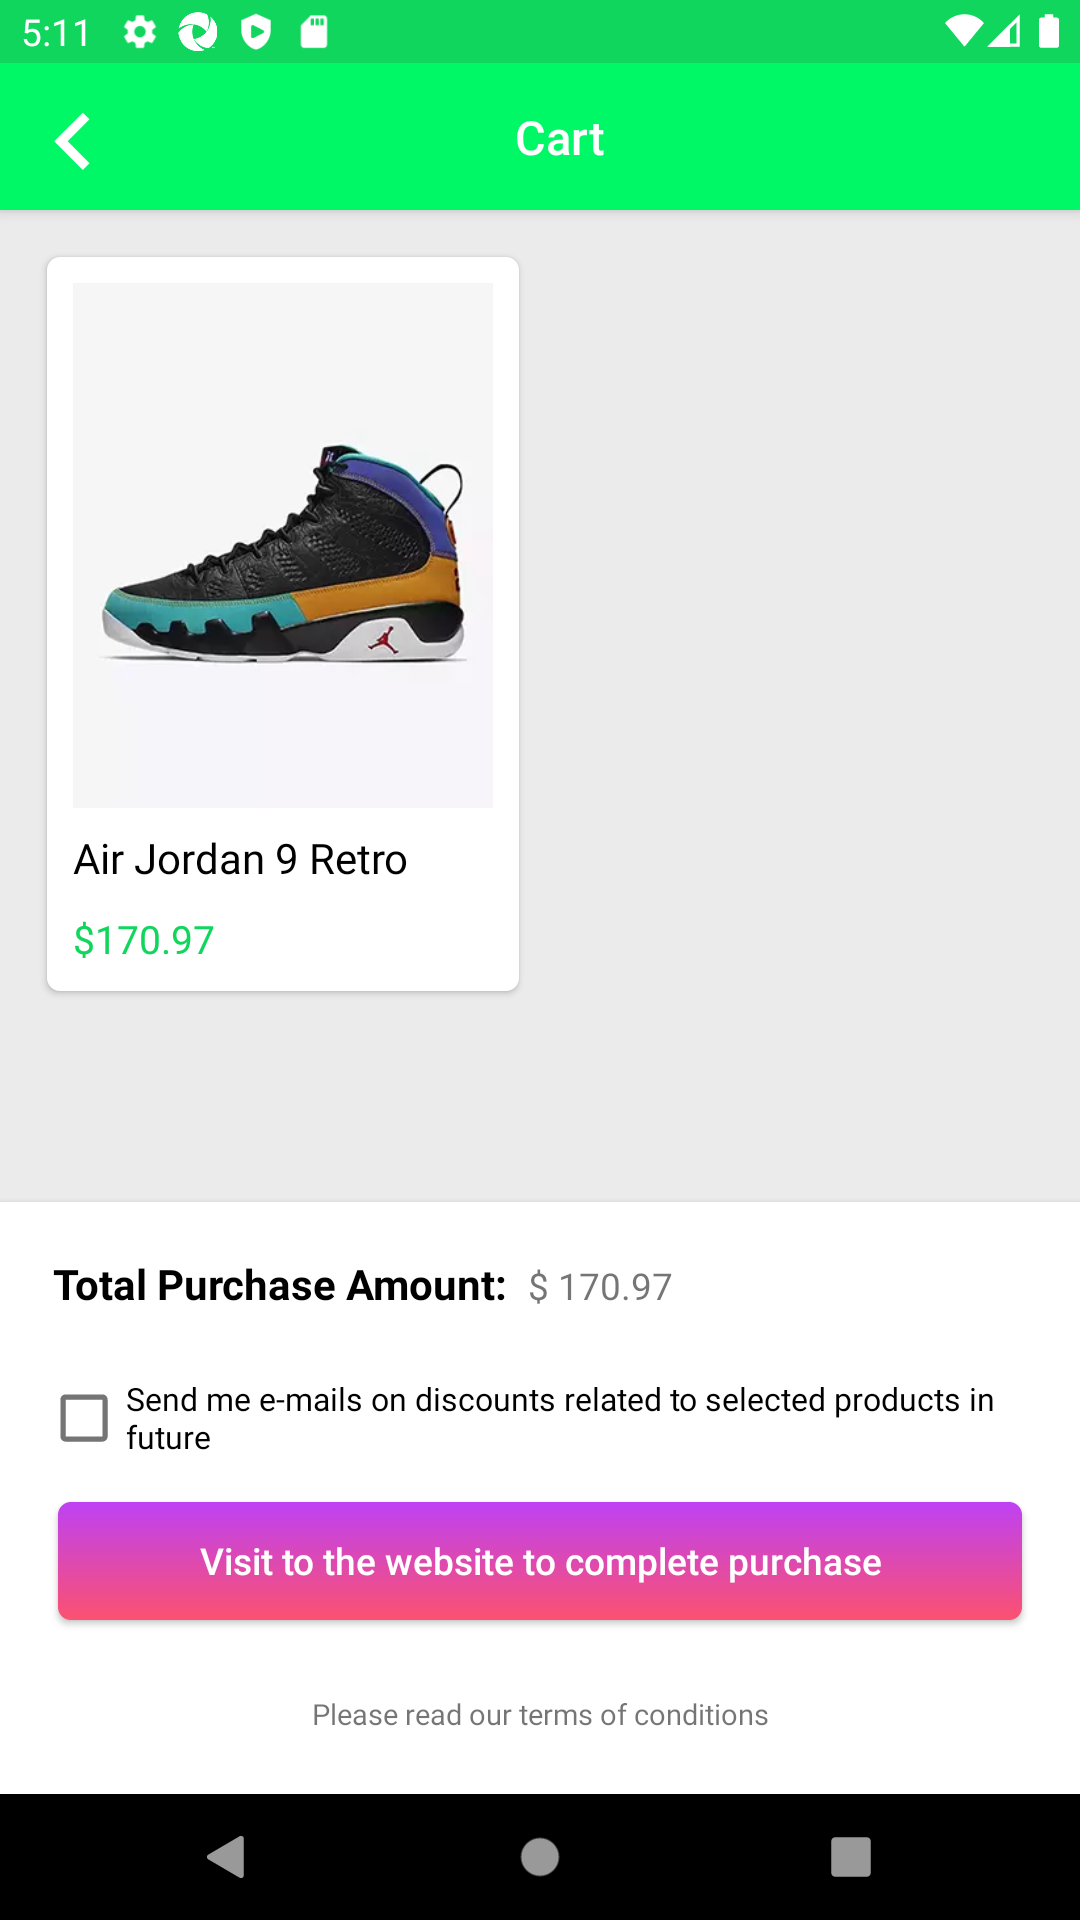 5:11
Cart
Air Jordan 9 Retro
$170.97
Total Purchase Amount: $ 170.97
Send me e-mails on discounts related to selected products in
future
Visit to the website to complete purchase
Please read our terms of conditions